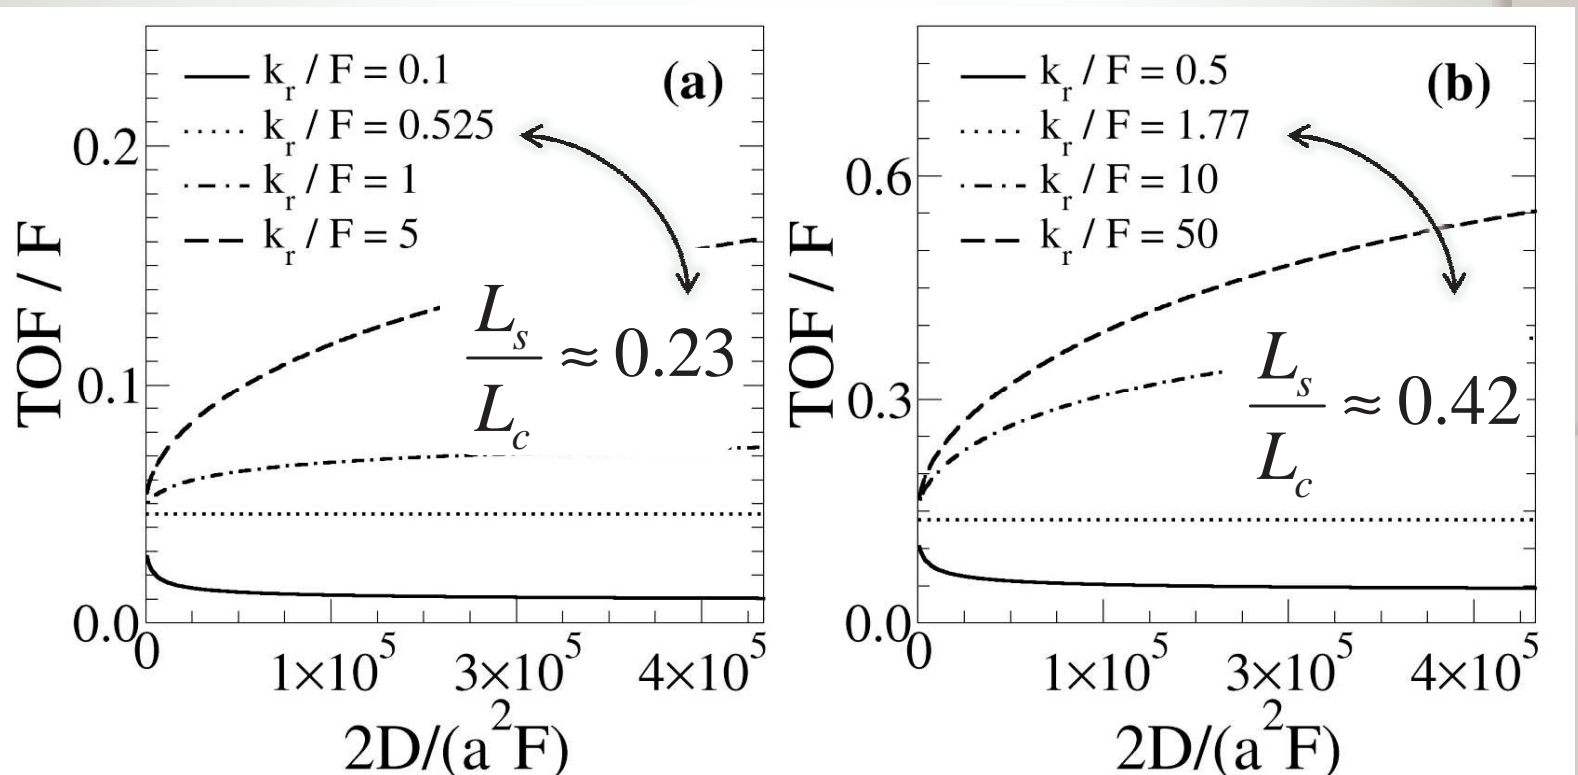 k_r / F = 0.1
k_r / F = 0.525
k_r / F = 1
k_r / F = 5
(a)
L_s / L_c ≈ 0.23
TOF / F
0.2
0.1
0.0
0 1×10^5 3×10^5 4×10^5
2D/(a^2F)
k_r / F = 0.5
k_r / F = 1.77
k_r / F = 10
k_r / F = 50
(b)
L_s / L_c ≈ 0.42
TOF / F
0.6
0.3
0.0
0 1×10^5 3×10^5 4×10^5
2D/(a^2F)